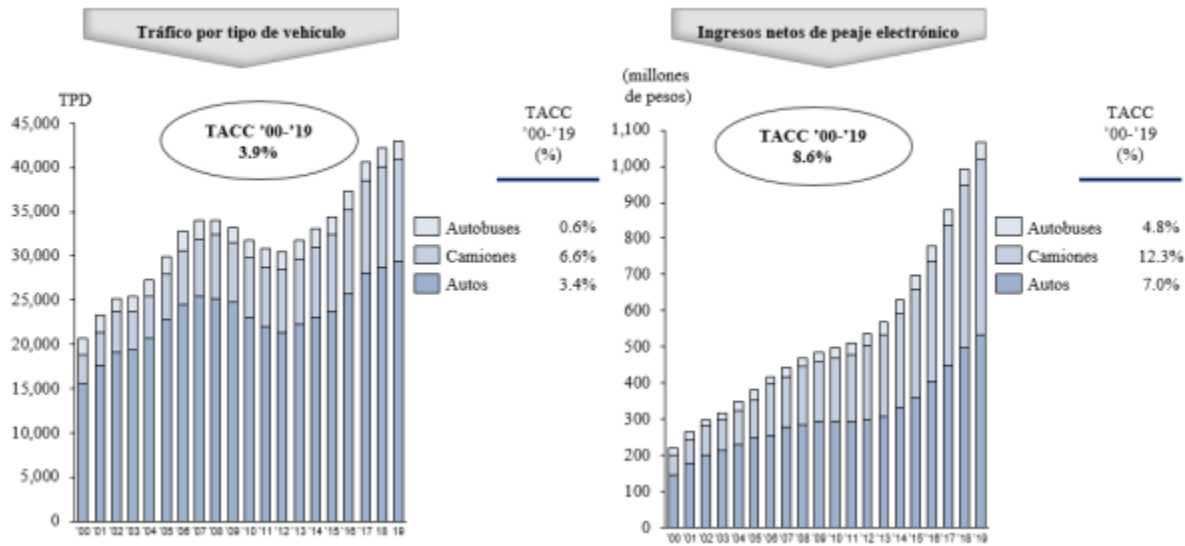 Tráfico por tipo de vehículo
TPD
TACC '00-'19
3.9%
TACC
'00-'19
(%)
45,000
40,000
35,000
30,000
25,000
20,000
15,000
10,000
5,000
0
Autobuses 0.6%
Camiones 6.6%
Autos 3.4%
'00 '01 '02 '03 '04 '05 '06 '07 '08 '09 '10 '11 '12 '13 '14 '15 '16 '17 '18 '19
Ingresos netos de peaje electrónico
(millones
de pesos)
TACC '00-'19
8.6%
TACC
'00-'19
(%)
1,100
1,000
900
800
700
600
500
400
300
200
100
0
Autobuses 4.8%
Camiones 12.3%
Autos 7.0%
'00 '01 '02 '03 '04 '05 '06 '07 '08 '09 '10 '11 '12 '13 '14 '15 '16 '17 '18 '19